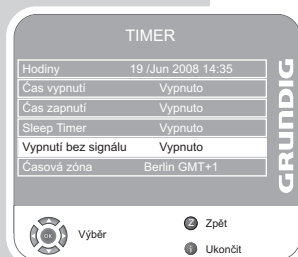 TIMER
Hodiny 19 /Jun 2008 14:35
Čas vypnutí Vypnuto
Čas zapnutí Vypnuto
Sleep Timer Vypnuto
Vypnutí bez signálu Vypnuto
Časová zóna Berlin GMT+1
GRUNDIG
OK Výběr
Z Zpět
i Ukončit